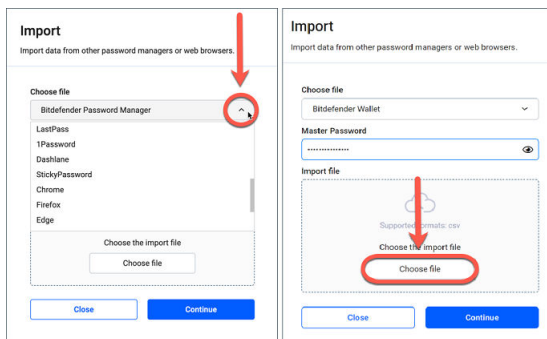 Import
Import data from other password managers or web browsers.
Choose file
Bitdefender Password Manager
LastPass
1Password
Dashlane
StickyPassword
Chrome
Firefox
Edge
Choose the import file
Choose file
Close
Continue
Import
Import data from other password managers or web browsers.
Choose file
Bitdefender Wallet
Master Password
Import file
Supported formats: csv
Choose the import file
Choose file
Close
Continue